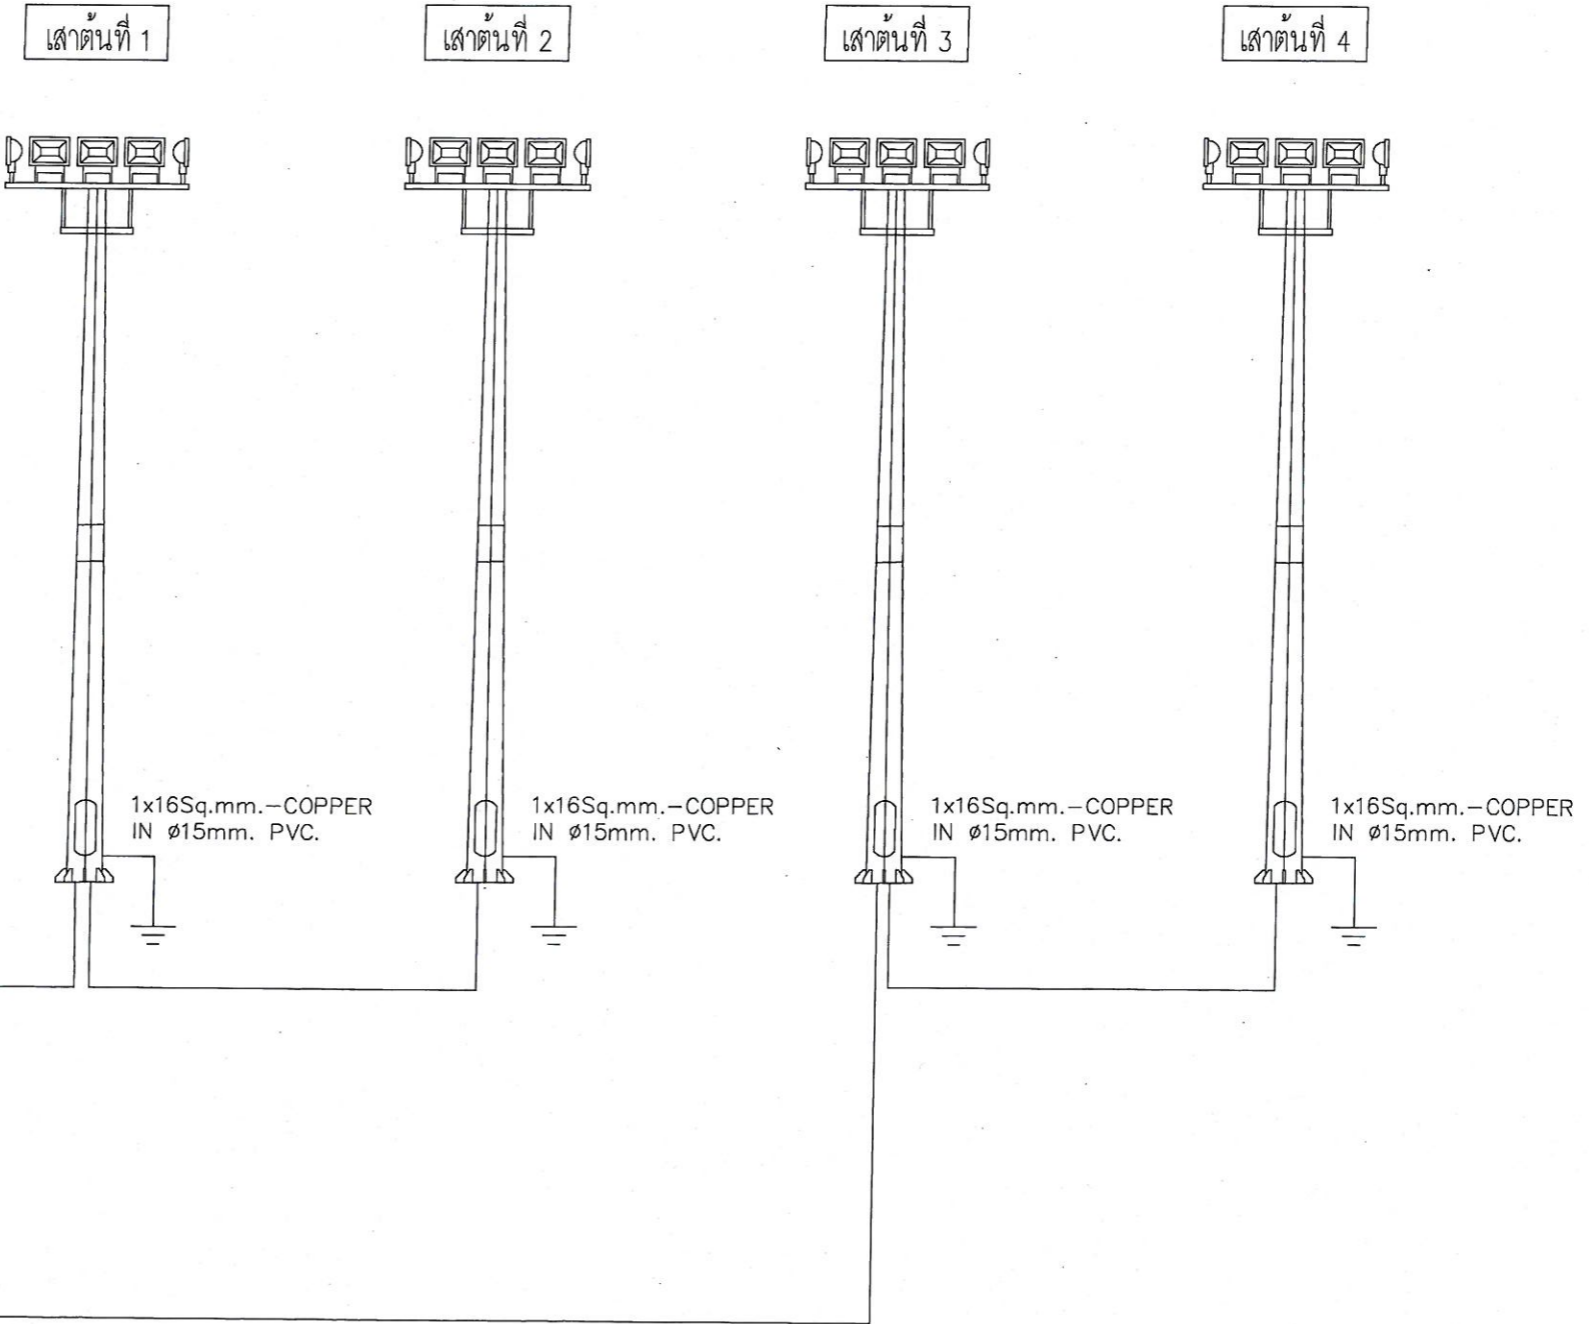 เสาต้นที่ 1
เสาต้นที่ 2
เสาต้นที่ 3
เสาต้นที่ 4
1x16Sq.mm.-COPPER
IN ø15mm. PVC.
1x16Sq.mm.-COPPER
IN ø15mm. PVC.
1x16Sq.mm.-COPPER
IN ø15mm. PVC.
1x16Sq.mm.-COPPER
IN ø15mm. PVC.